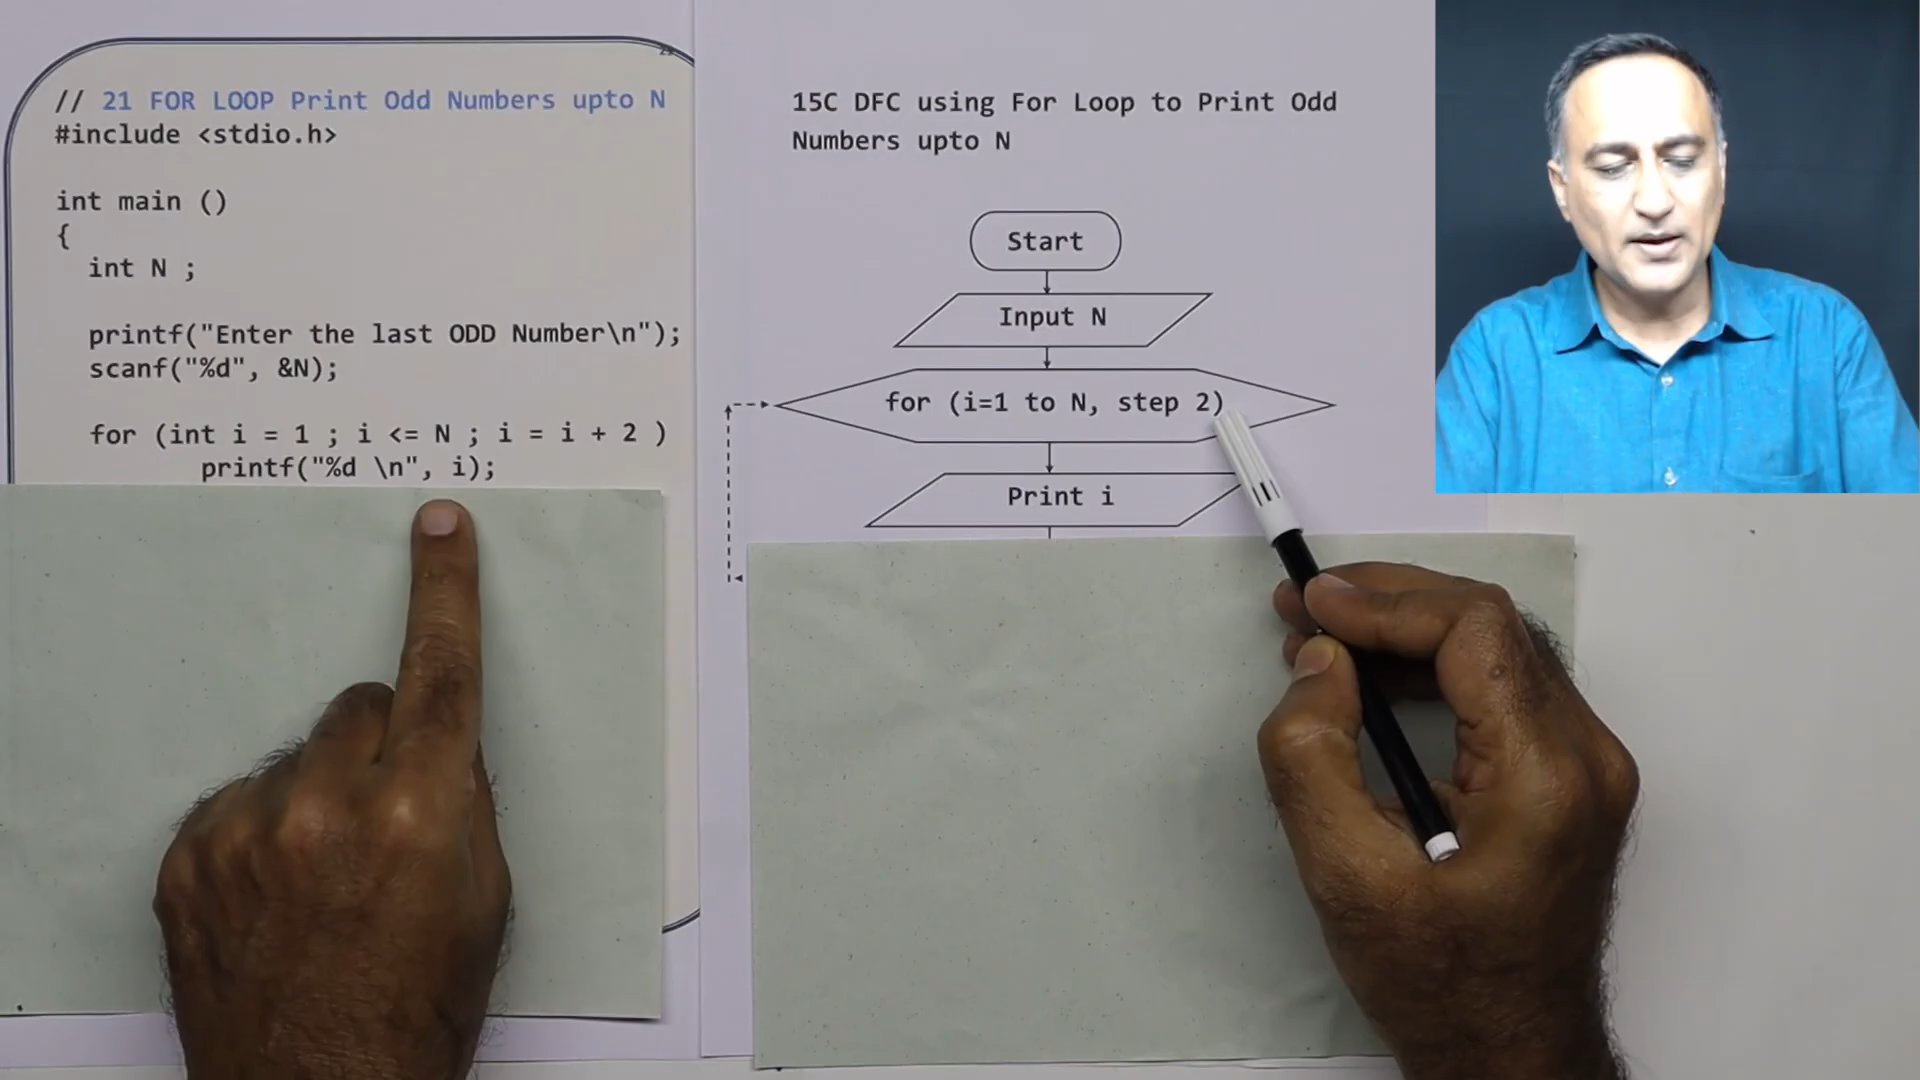 // 21 FOR LOOP Print Odd Numbers upto N
#include <stdio.h>
int main ()
{
int N ;
printf("Enter the last ODD Number\n");
scanf("%d", &N);
for (int i = 1 ; i <= N ; i = i + 2 )
printf("%d \n", i);
15C DFC using For Loop to Print Odd
Numbers upto N
Start
Input N
for (i=1 to N, step 2)
Print i